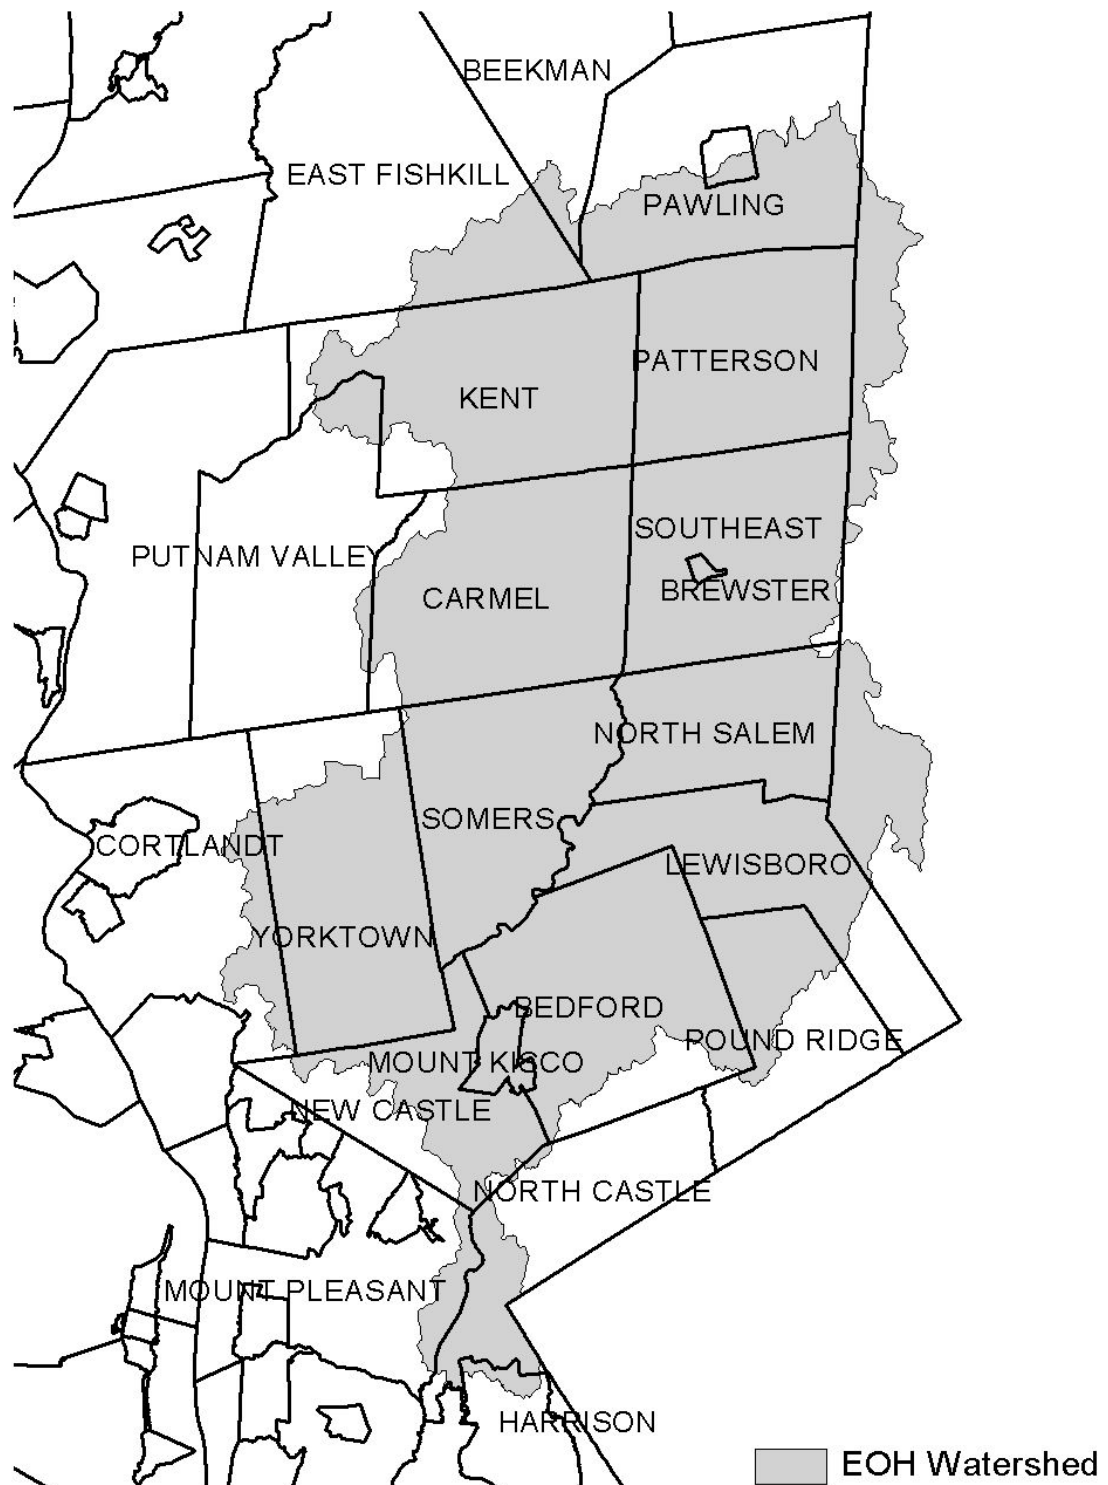 BEEKMAN
EAST FISHKILL
PAWLING
PATTERSON
KENT
SOUTHEAST
PUTNAM VALLEY
BREWSTER
CARMEL
NORTH SALEM
SOMERS
CORTLANDT
LEWISBORO
YORKTOWN
BEDFORD
POUND RIDGE
MOUNT KISCO
NEW CASTLE
NORTH CASTLE
MOUNT PLEASANT
HARRISON
EOH Watershed